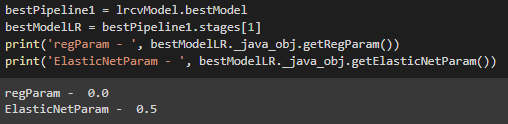 bestPipeline1 = lrcvModel.bestModel
bestModelLR = bestPipeline1.stages[1]
print('regParam - ', bestModelLR._java_obj.getRegParam())
print('ElasticNetParam - ', bestModelLR._java_obj.getElasticNetParam())
regParam -  0.0
ElasticNetParam -  0.5